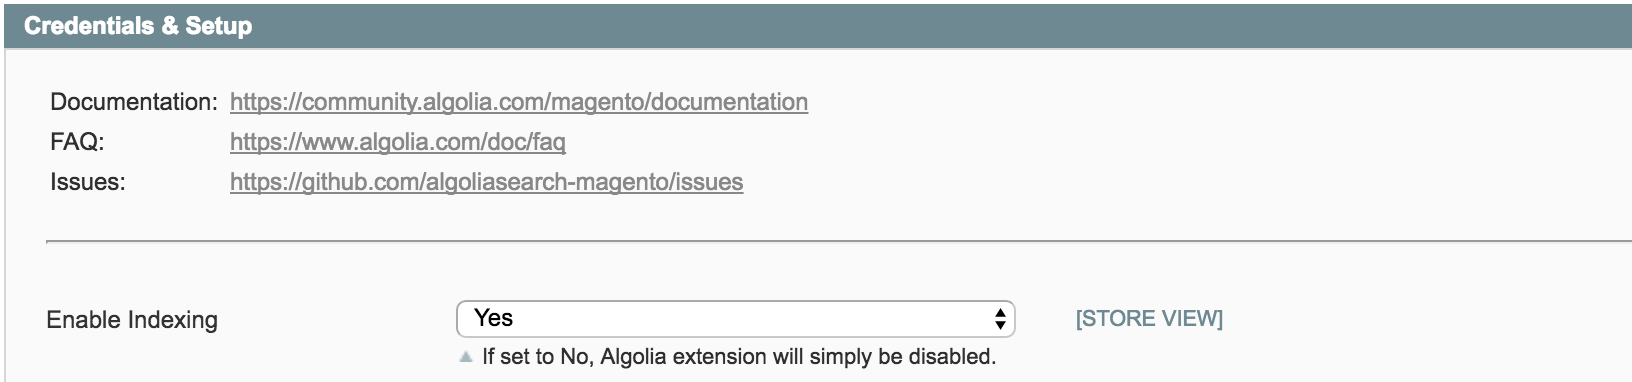 Credentials & Setup
Documentation: https://community.algolia.com/magento/documentation
FAQ: https://www.algolia.com/doc/faq
Issues: https://github.com/algoliasearch-magento/issues
Enable Indexing Yes [STORE VIEW]
If set to No, Algolia extension will simply be disabled.